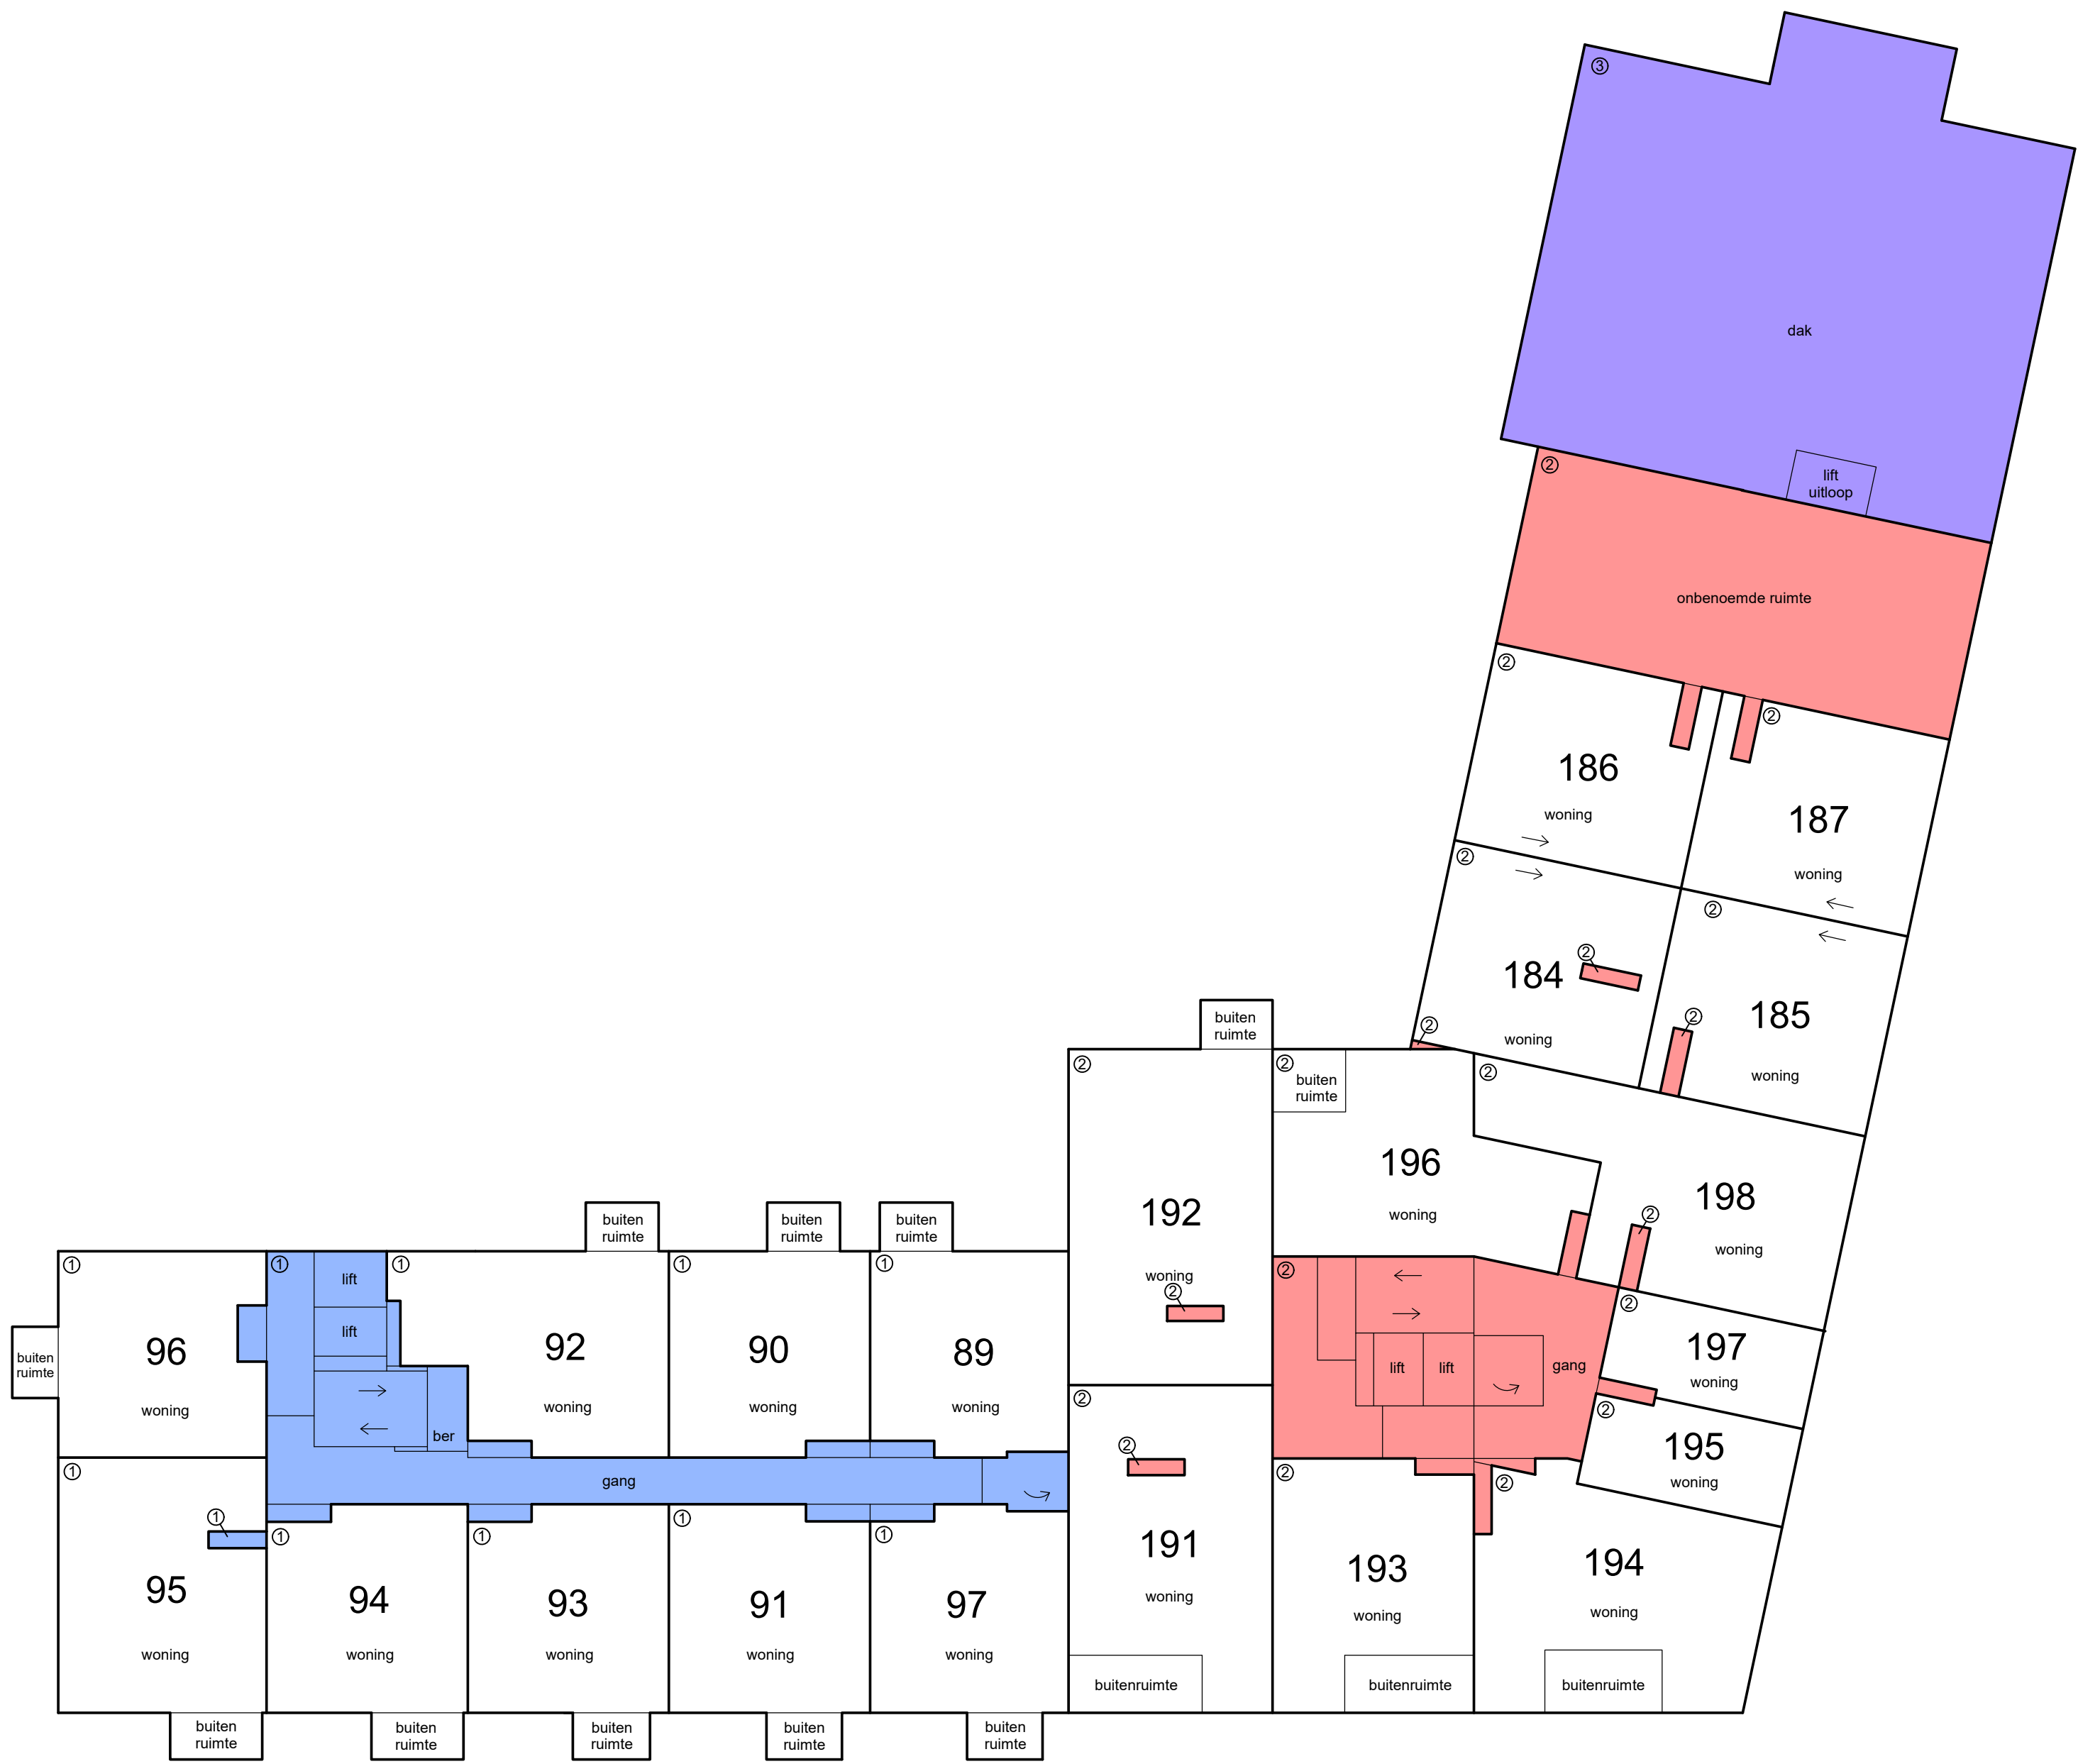 ③
dak
lift
uitloop
②
onbenoemde ruimte
②
②
186
woning
187
woning
②
②
②
184
woning
②
②
185
woning
buiten
ruimte
②
②
buiten
ruimte
②
192
woning
②
196
woning
②
198
woning
buiten
ruimte
buiten
ruimte
buiten
ruimte
①
①
lift
①
①
①
②
②
buiten
ruimte
96
woning
lift
92
woning
90
woning
89
woning
lift
lift
gang
197
woning
②
②
①
ber
gang
②
②
②
195
woning
①
①
①
①
①
95
woning
94
woning
93
woning
91
woning
97
woning
191
woning
193
woning
194
woning
buitenruimte
buitenruimte
buitenruimte
buiten
ruimte
buiten
ruimte
buiten
ruimte
buiten
ruimte
buiten
ruimte